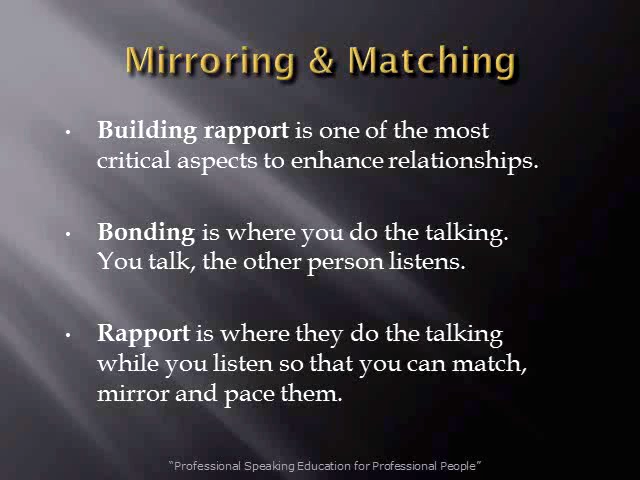 Mirroring & Matching
• Building rapport is one of the most
critical aspects to enhance relationships.
• Bonding is where you do the talking.
You talk, the other person listens.
• Rapport is where they do the talking
while you listen so that you can match,
mirror and pace them.
“Professional Speaking Education for Professional People”